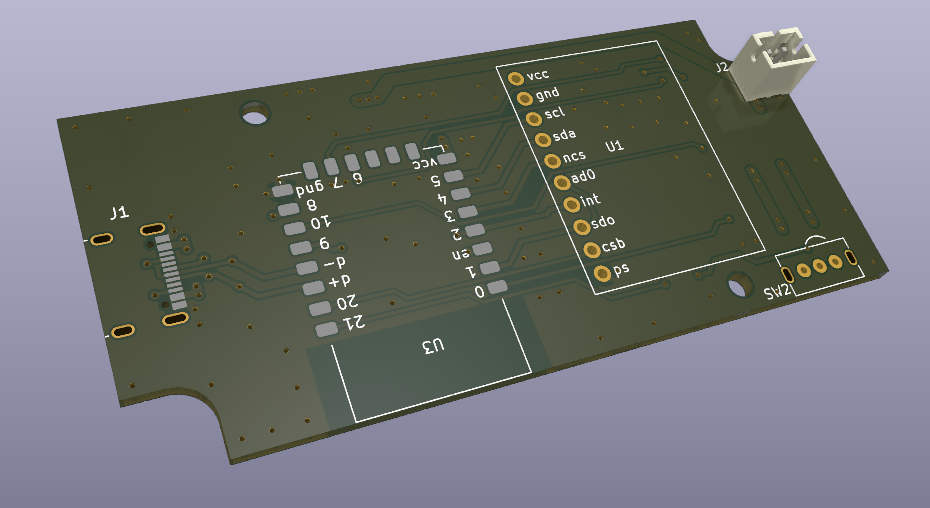 J1
J2
vcc
gnd
scl
sda
ncs
ad0
int
sdo
csb
ps
U1
gnd
7
6
vcc
8
10
9
d-
d+
20
21
5
4
3
2
en
1
0
U3
SW2